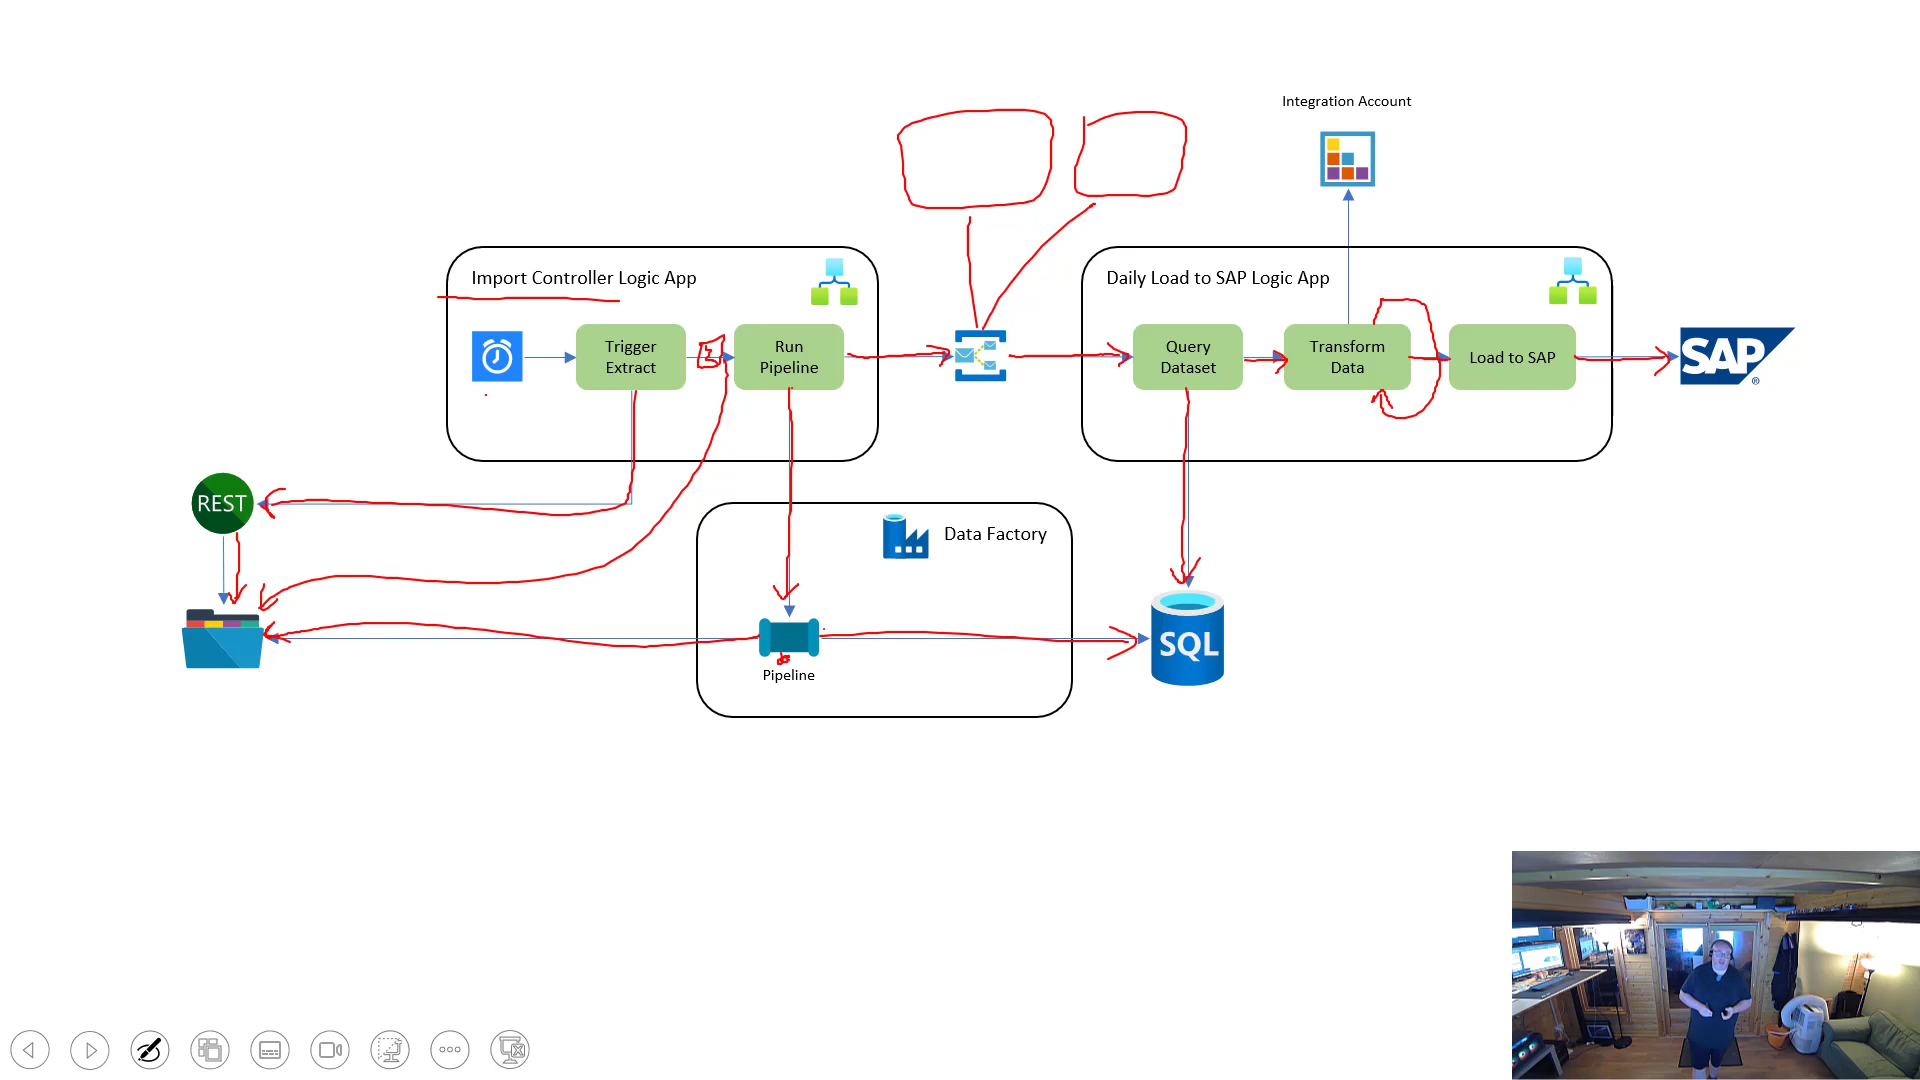 Integration Account
Import Controller Logic App
Daily Load to SAP Logic App
Trigger
Extract
Run
Pipeline
Query
Dataset
Transform
Data
Load to SAP
SAP
®
REST
Data Factory
SQL
Pipeline